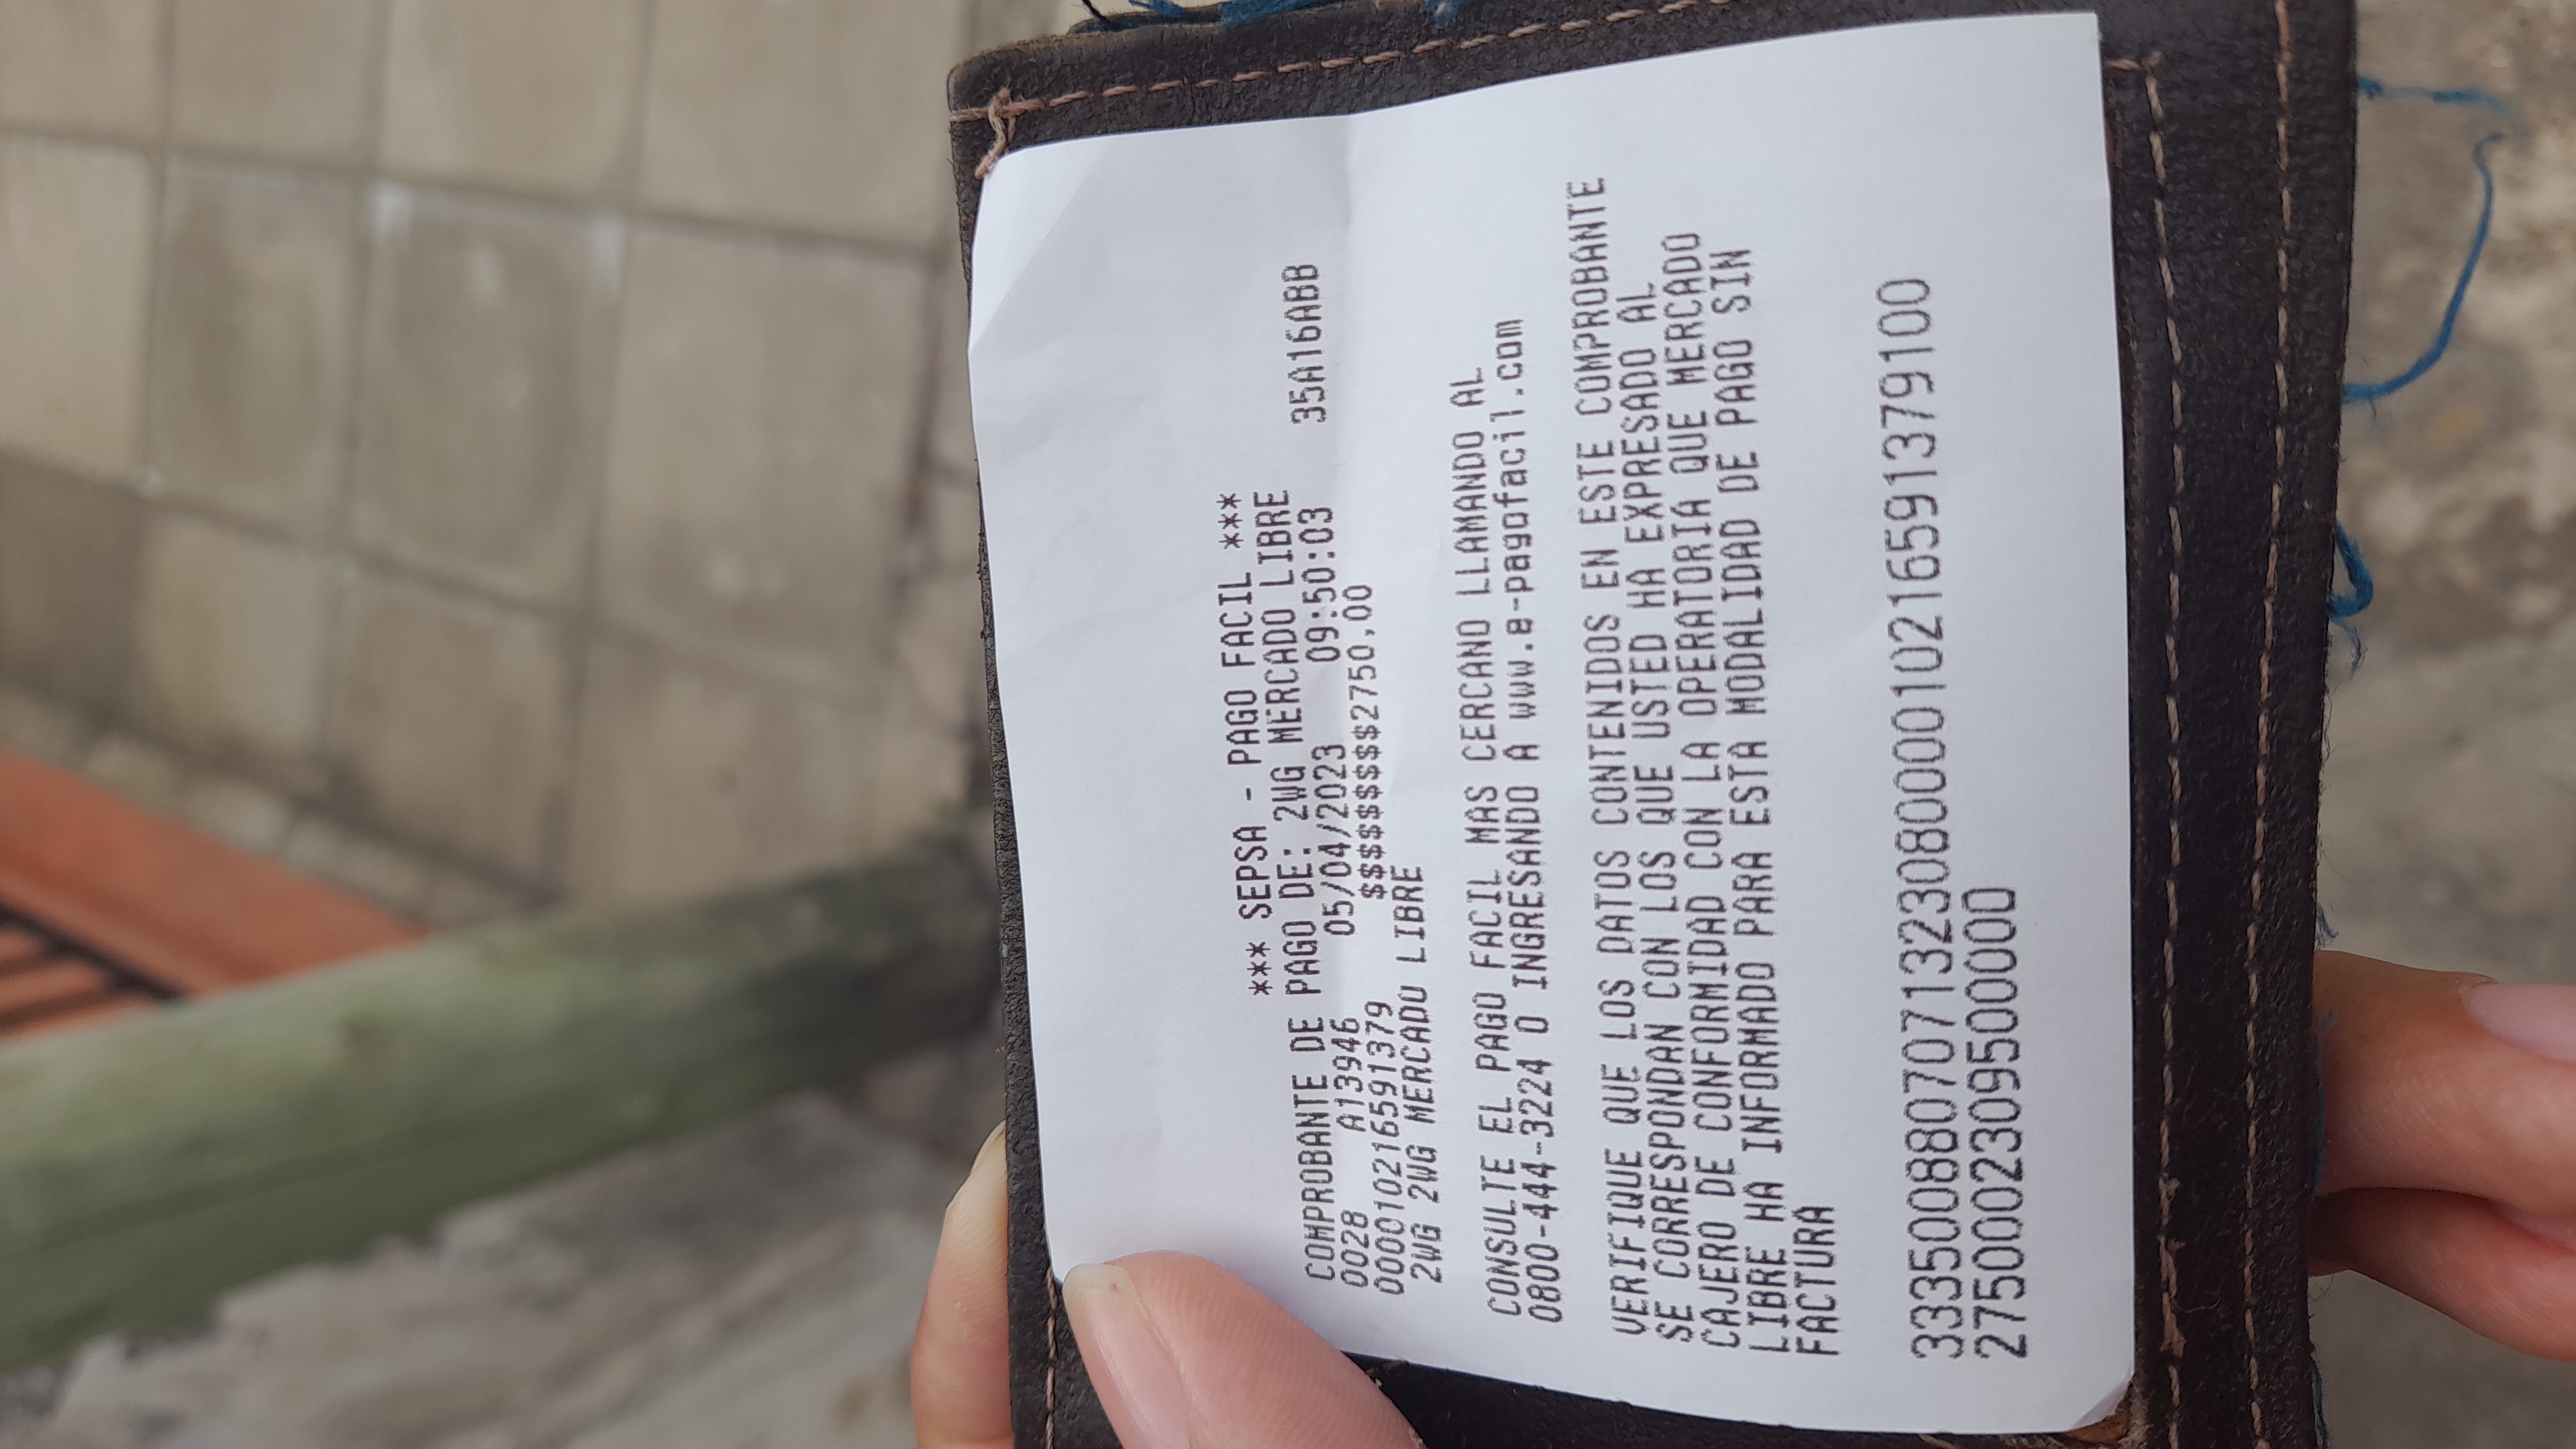 *** SEPSA - PAGO FACIL ***
COMPROBANTE DE PAGO DE: 2WG MERCADO LIBRE
0028 A13946 05/04/2023 09:50:03 35A16ABB
000010216591379 $$$$$$$$$2750,00
2WG 2WG MERCADO LIBRE
CONSULTE EL PAGO FACIL MAS CERCANO LLAMANDO AL
0800-444-3224 O INGRESANDO A www.e-pagofacil.com
VERIFIQUE QUE LOS DATOS CONTENIDOS EN ESTE COMPROBANTE
SE CORRESPONDAN CON LOS QUE USTED HA EXPRESADO AL
CAJERO DE CONFORMIDAD CON LA OPERATORIA QUE MERCADO
LIBRE HA INFORMADO PARA ESTA MODALIDAD DE PAGO SIN
FACTURA
333500880707132308000010216591379100
2750002309500000